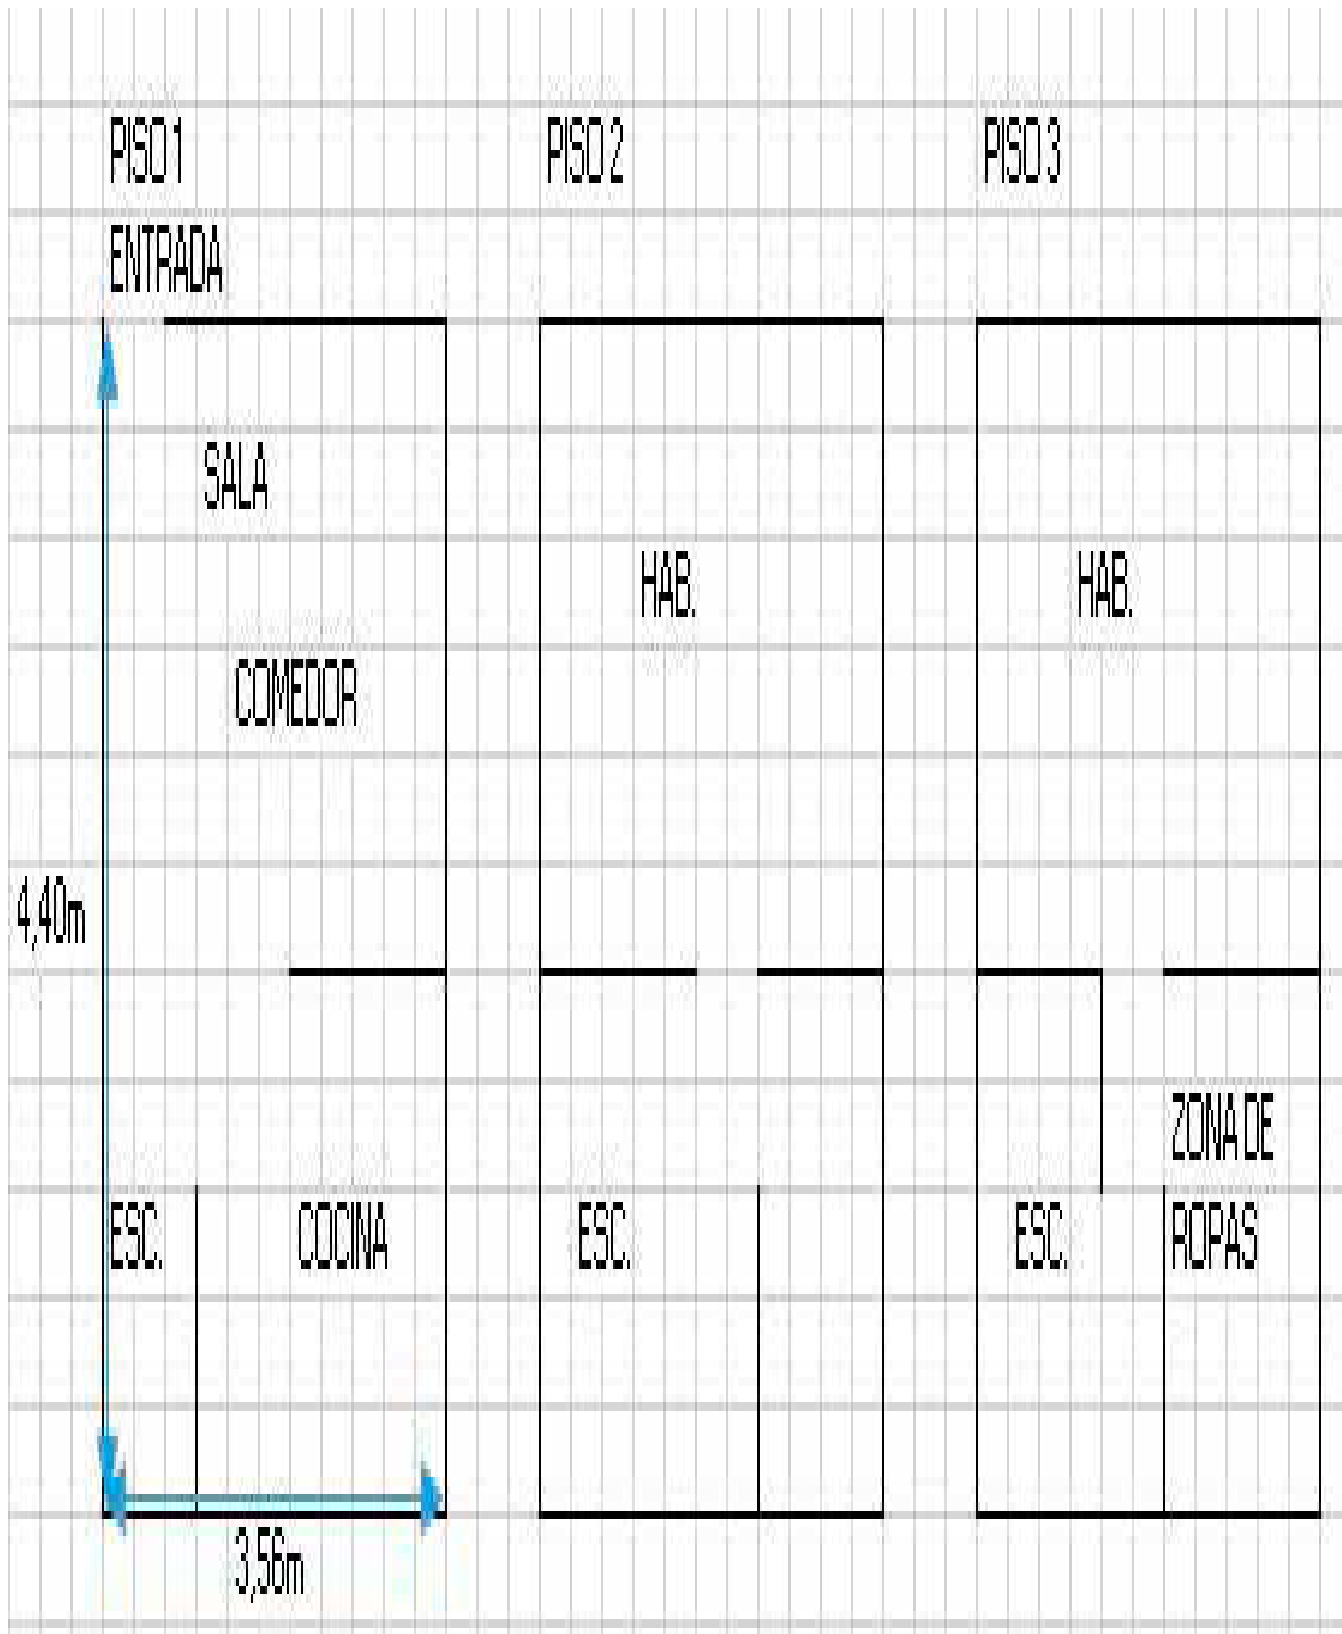 PISO 1
ENTRADA
SALA
COMEDOR
4,40m
ESC.
COCINA
3,56m
PISO 2
HAB.
ESC.
PISO 3
HAB.
ESC.
ZONA DE
ROPAS